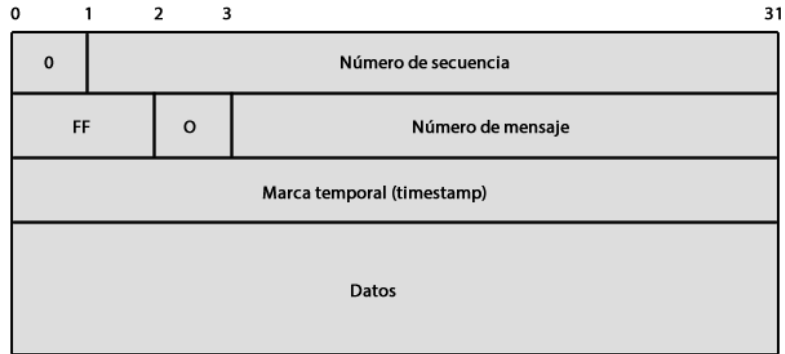 0 1 2 3 31
0 Número de secuencia
FF O Número de mensaje
Marca temporal (timestamp)
Datos